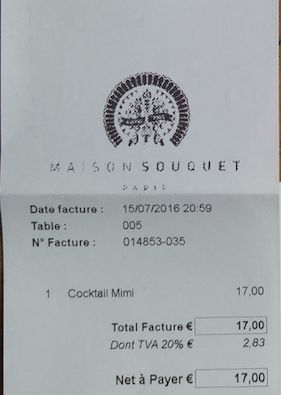 MAISON SOUQUET
PARIS
Date facture : 15/07/2016 20:59
Table : 005
N° Facture : 014853-035
1 Cocktail Mimi 17,00
Total Facture € 17,00
Dont TVA 20% € 2,83
Net à Payer € 17,00